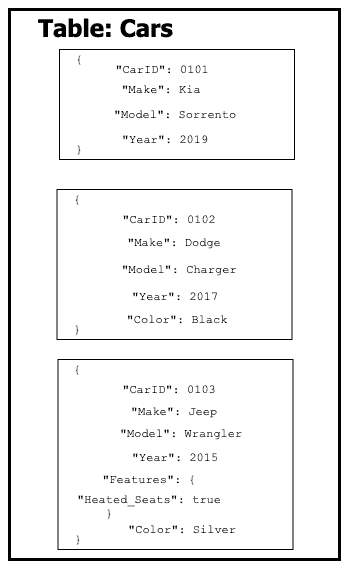 Table: Cars
{
"CarID": 0101
"Make": Kia
"Model": Sorrento
"Year": 2019
}
{
"CarID": 0102
"Make": Dodge
"Model": Charger
"Year": 2017
"Color": Black
}
{
"CarID": 0103
"Make": Jeep
"Model": Wrangler
"Year": 2015
"Features": {
"Heated_Seats": true
}
"Color": Silver
}